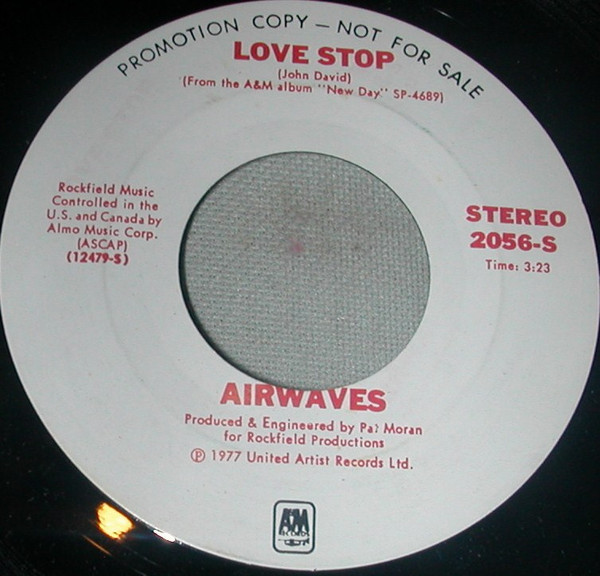 PROMOTION COPY — NOT FOR SALE
LOVE STOP
(John David)
(From the A&M album "New Day" SP-4689)
Rockfield Music
Controlled in the
U.S. and Canada by
Almo Music Corp.
(ASCAP)
(12479-S)
STEREO
2056-S
Time: 3:23
AIRWAVES
Produced & Engineered by Pat Moran
for Rockfield Productions
℗ 1977 United Artist Records Ltd.
A&M
RECORDS